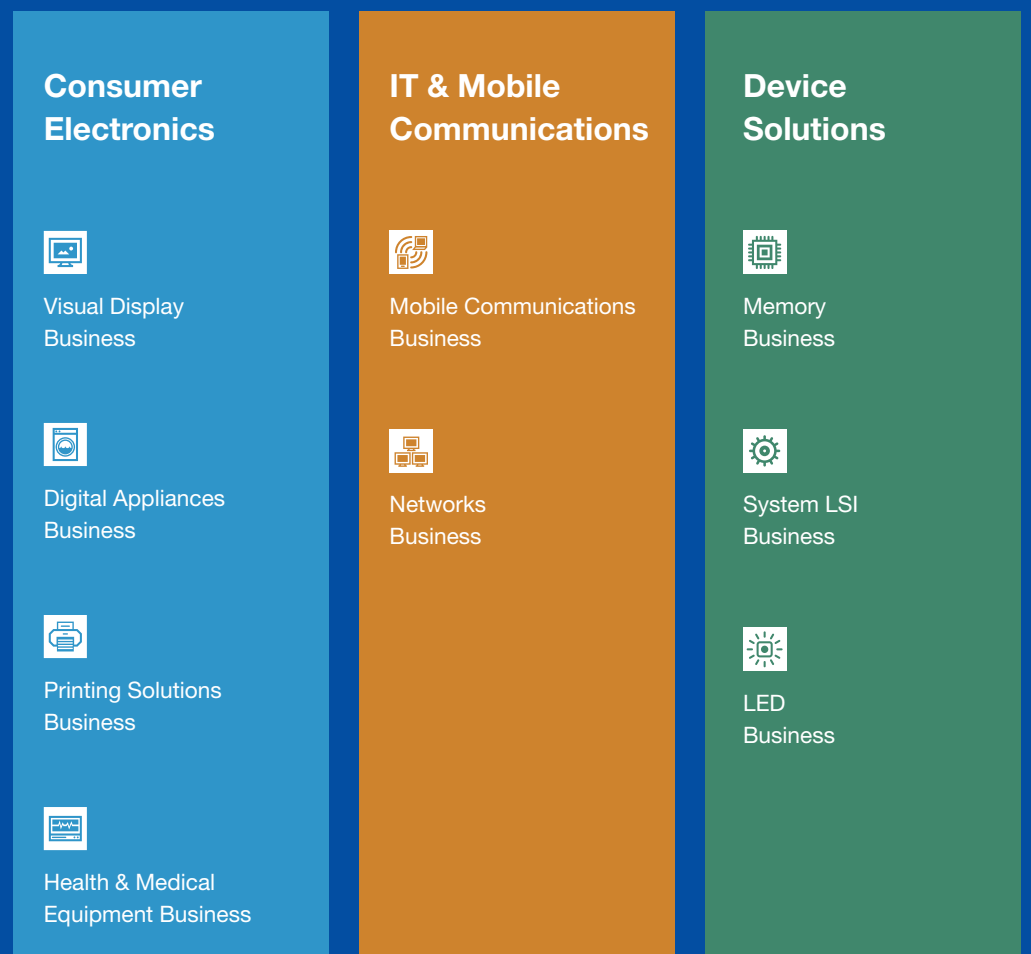 Consumer
Electronics
Visual Display
Business
Digital Appliances
Business
Printing Solutions
Business
Health & Medical
Equipment Business
IT & Mobile
Communications
Mobile Communications
Business
Networks
Business
Device
Solutions
Memory
Business
System LSI
Business
LED
Business